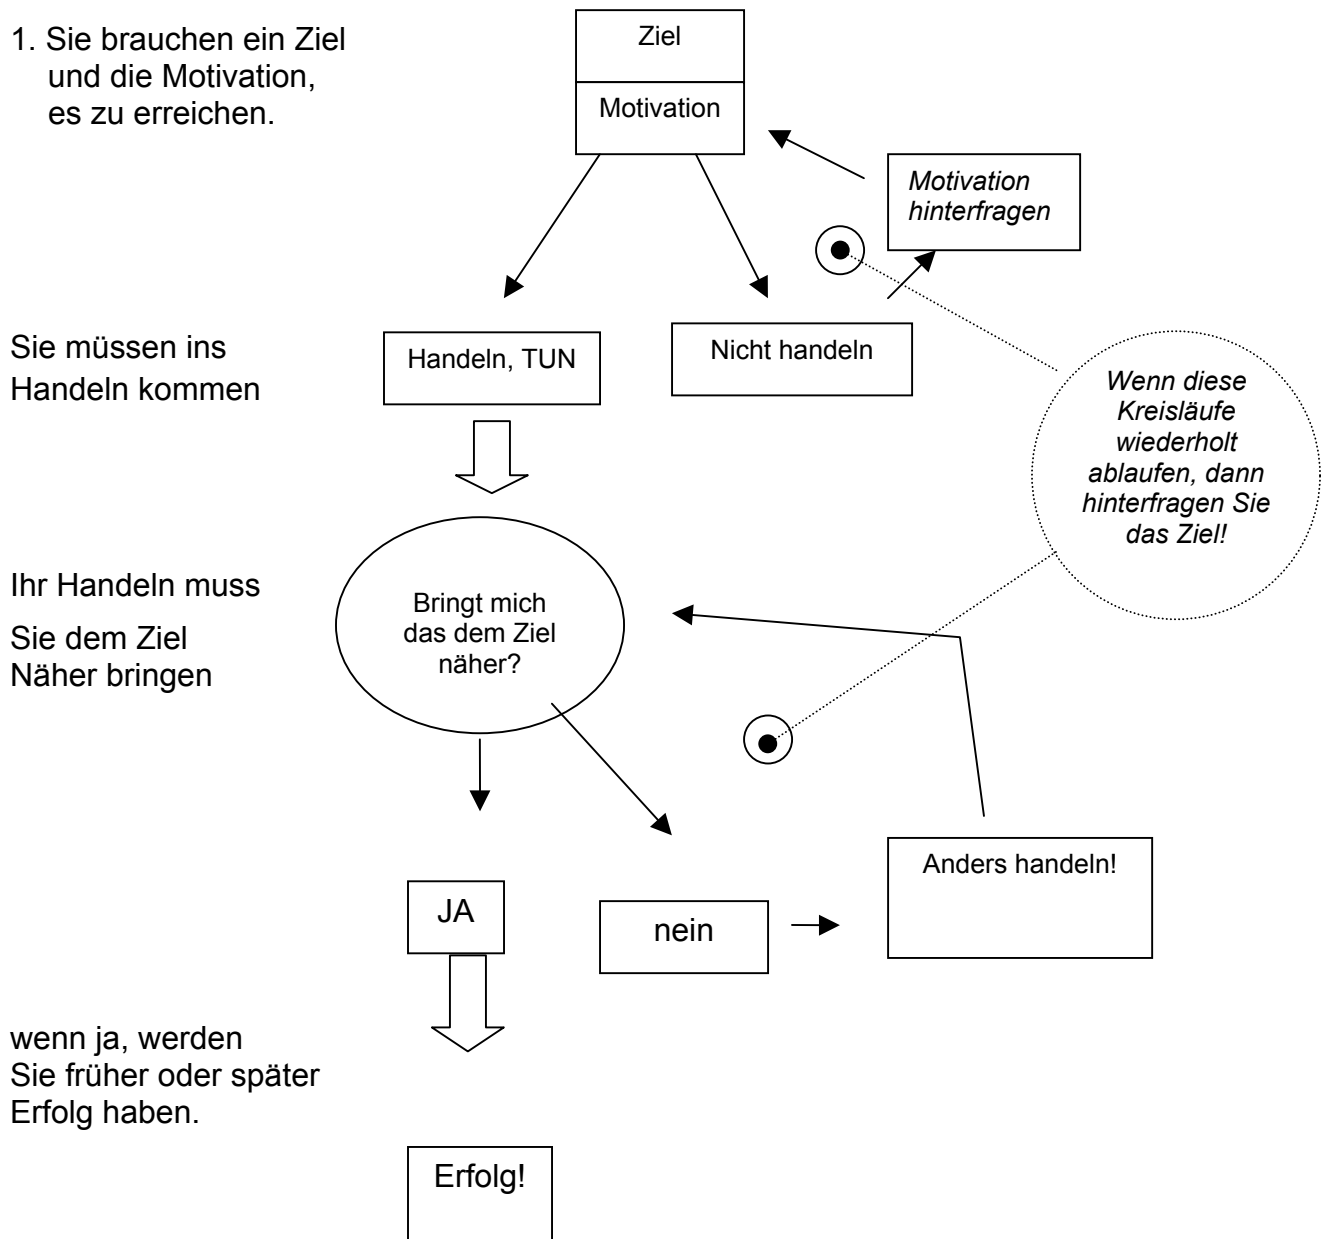 1. Sie brauchen ein Ziel
und die Motivation,
es zu erreichen.
Ziel
Motivation
Motivation
hinterfragen
Sie müssen ins
Handeln kommen
Handeln, TUN
Nicht handeln
Wenn diese
Kreisläufe
wiederholt
ablaufen, dann
hinterfragen Sie
das Ziel!
Ihr Handeln muss
Sie dem Ziel
Näher bringen
Bringt mich
das dem Ziel
näher?
JA
nein
Anders handeln!
wenn ja, werden
Sie früher oder später
Erfolg haben.
Erfolg!